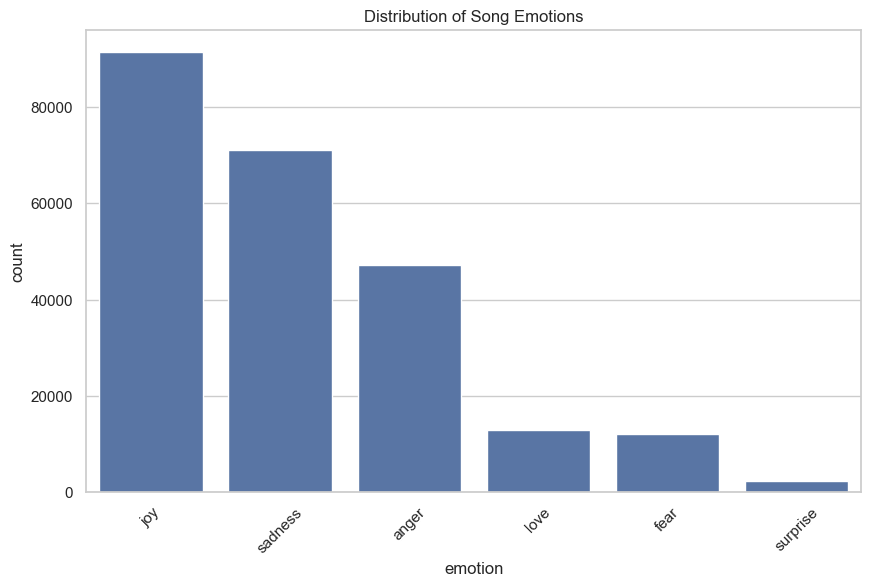 Distribution of Song Emotions
count
80000
60000
40000
20000
0
joy
sadness
anger
love
fear
surprise
emotion